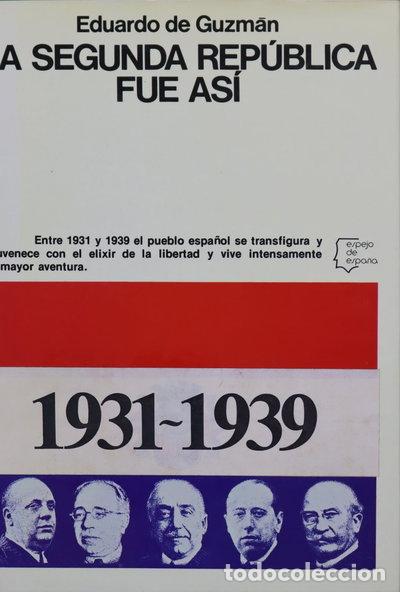 Eduardo de Guzmán
A SEGUNDA REPÚBLICA
FUE ASÍ
Entre 1931 y 1939 el pueblo español se transfigura y
uvenece con el elixir de la libertad y vive intensamente
mayor aventura.
espejo
de
españa
1931~1939
todocoleccion